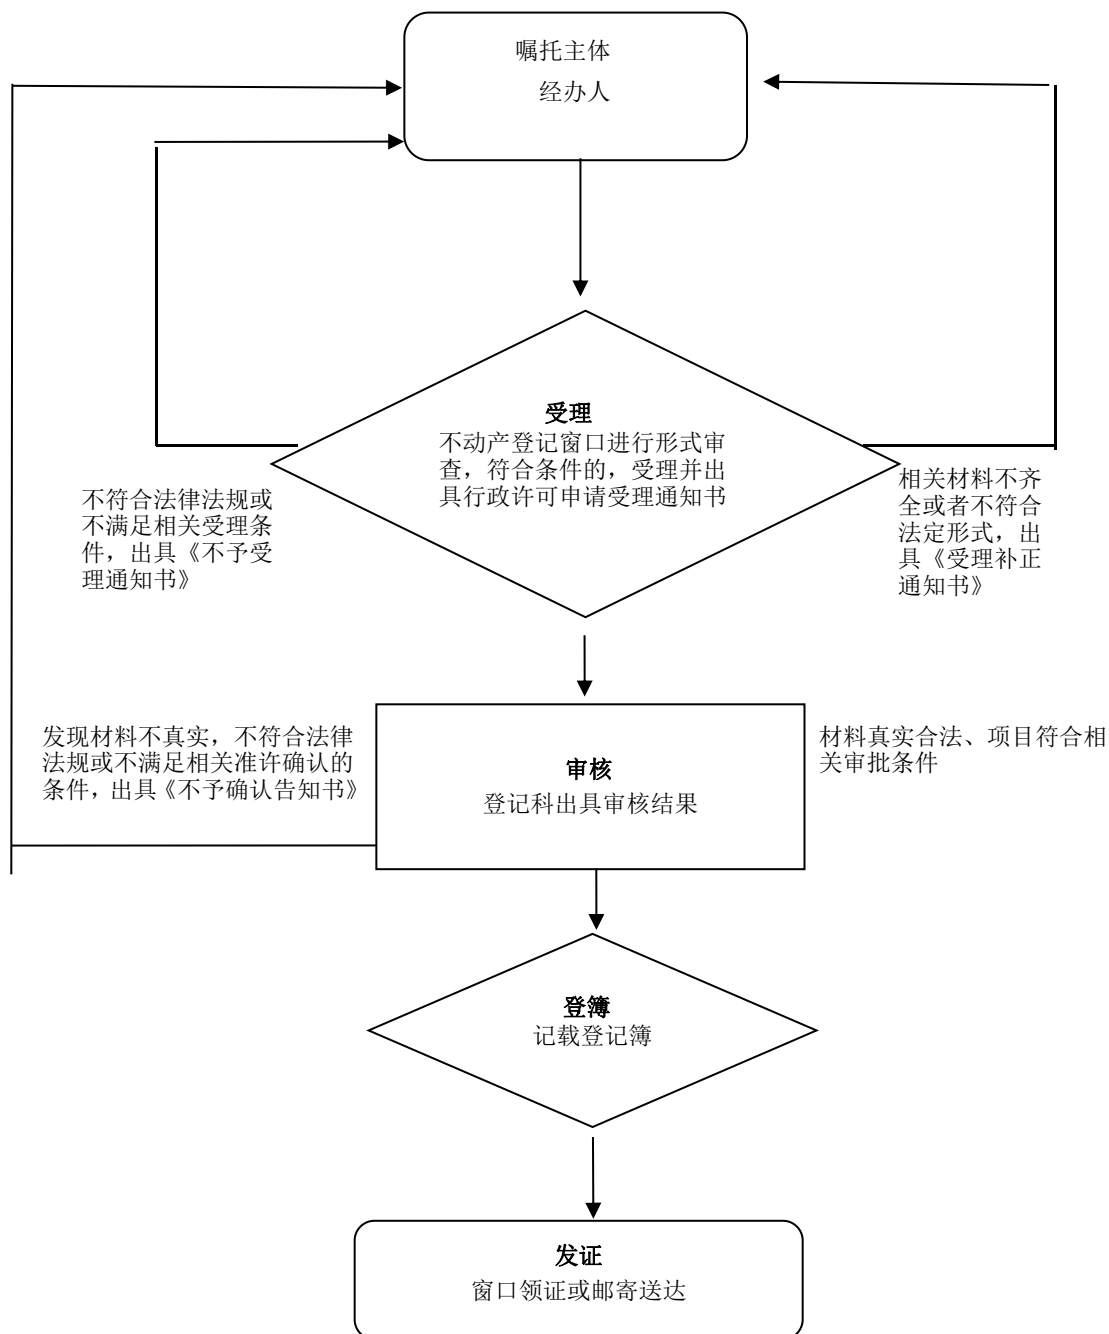 嘱托主体
经办人
受理
不动产登记窗口进行形式审
查，符合条件的，受理并出
具行政许可申请受理通知书
不符合法律法规或
不满足相关受理条
件，出具《不予受
理通知书》
相关材料不齐
全或者不符合
法定形式，出
具《受理补正
通知书》
发现材料不真实，不符合法律
法规或不满足相关准许确认的
条件，出具《不予确认告知书》
审核
登记科出具审核结果
材料真实合法、项目符合相
关审批条件
登簿
记载登记簿
发证
窗口领证或邮寄送达